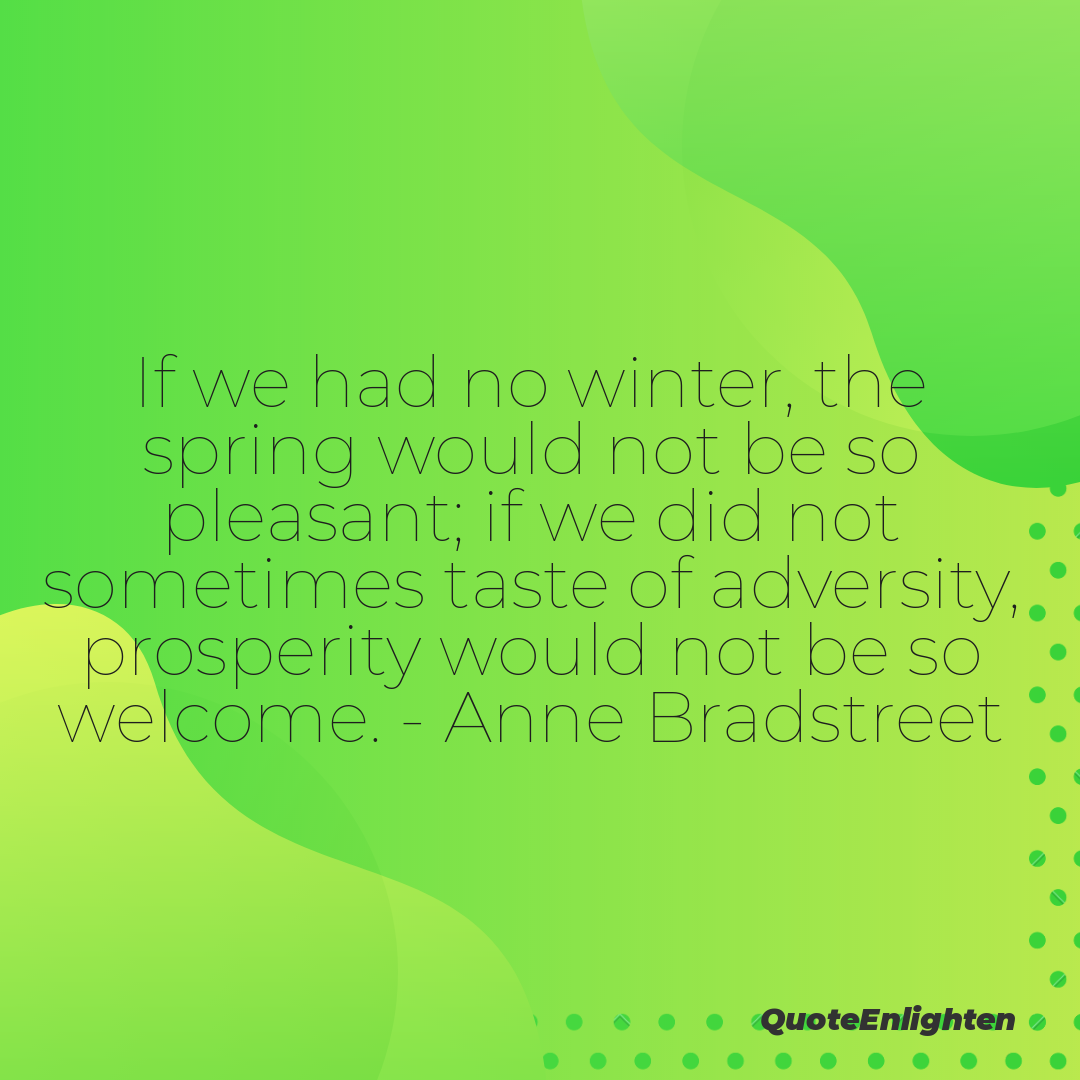 If we had no winter, the
spring would not be so
pleasant; if we did not
sometimes taste of adversity,
prosperity would not be so
welcome. - Anne Bradstreet
QuoteEnlighten